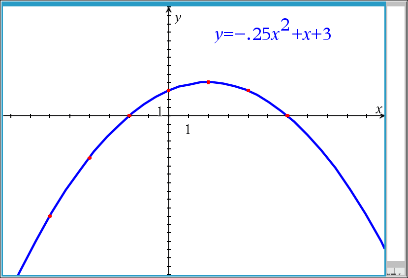 y
y=-.25x²+x+3
x
1
1